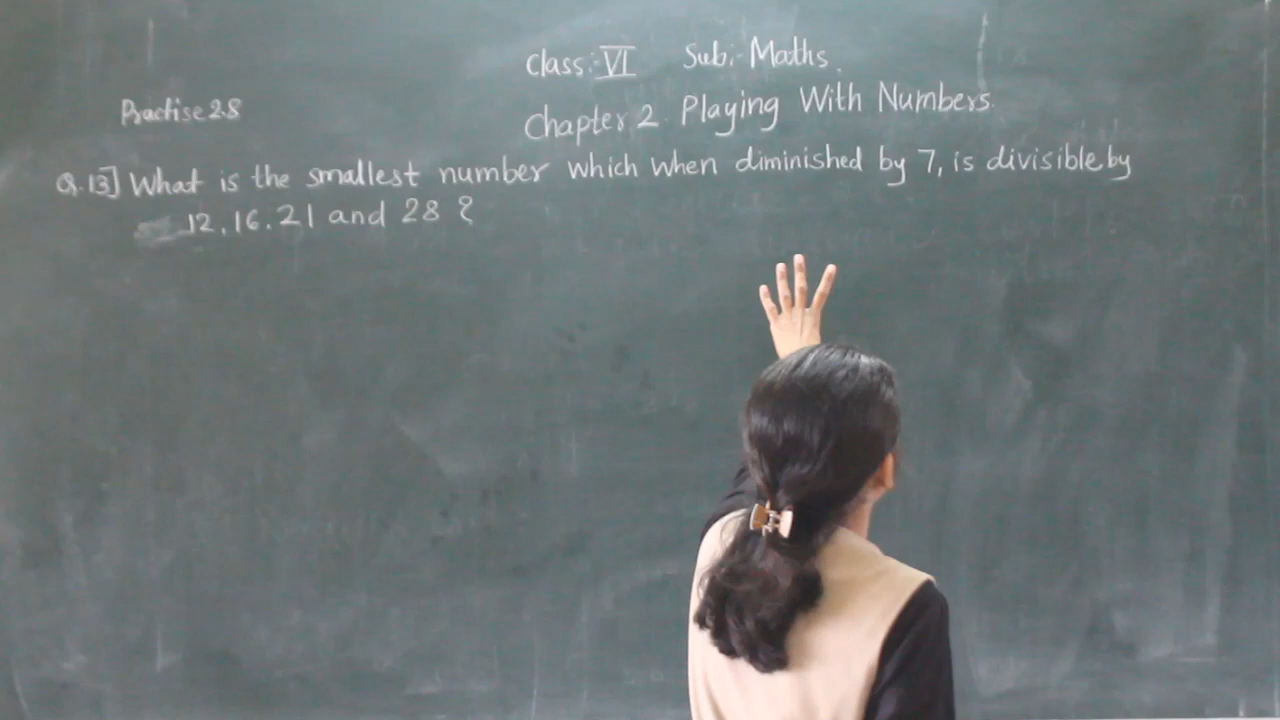 Class:- VI Sub:- Maths.
Practise 2.8
Chapter 2. Playing With Numbers.
Q.13] What is the smallest number which when diminished by 7, is divisible by
12, 16, 21 and 28 ?